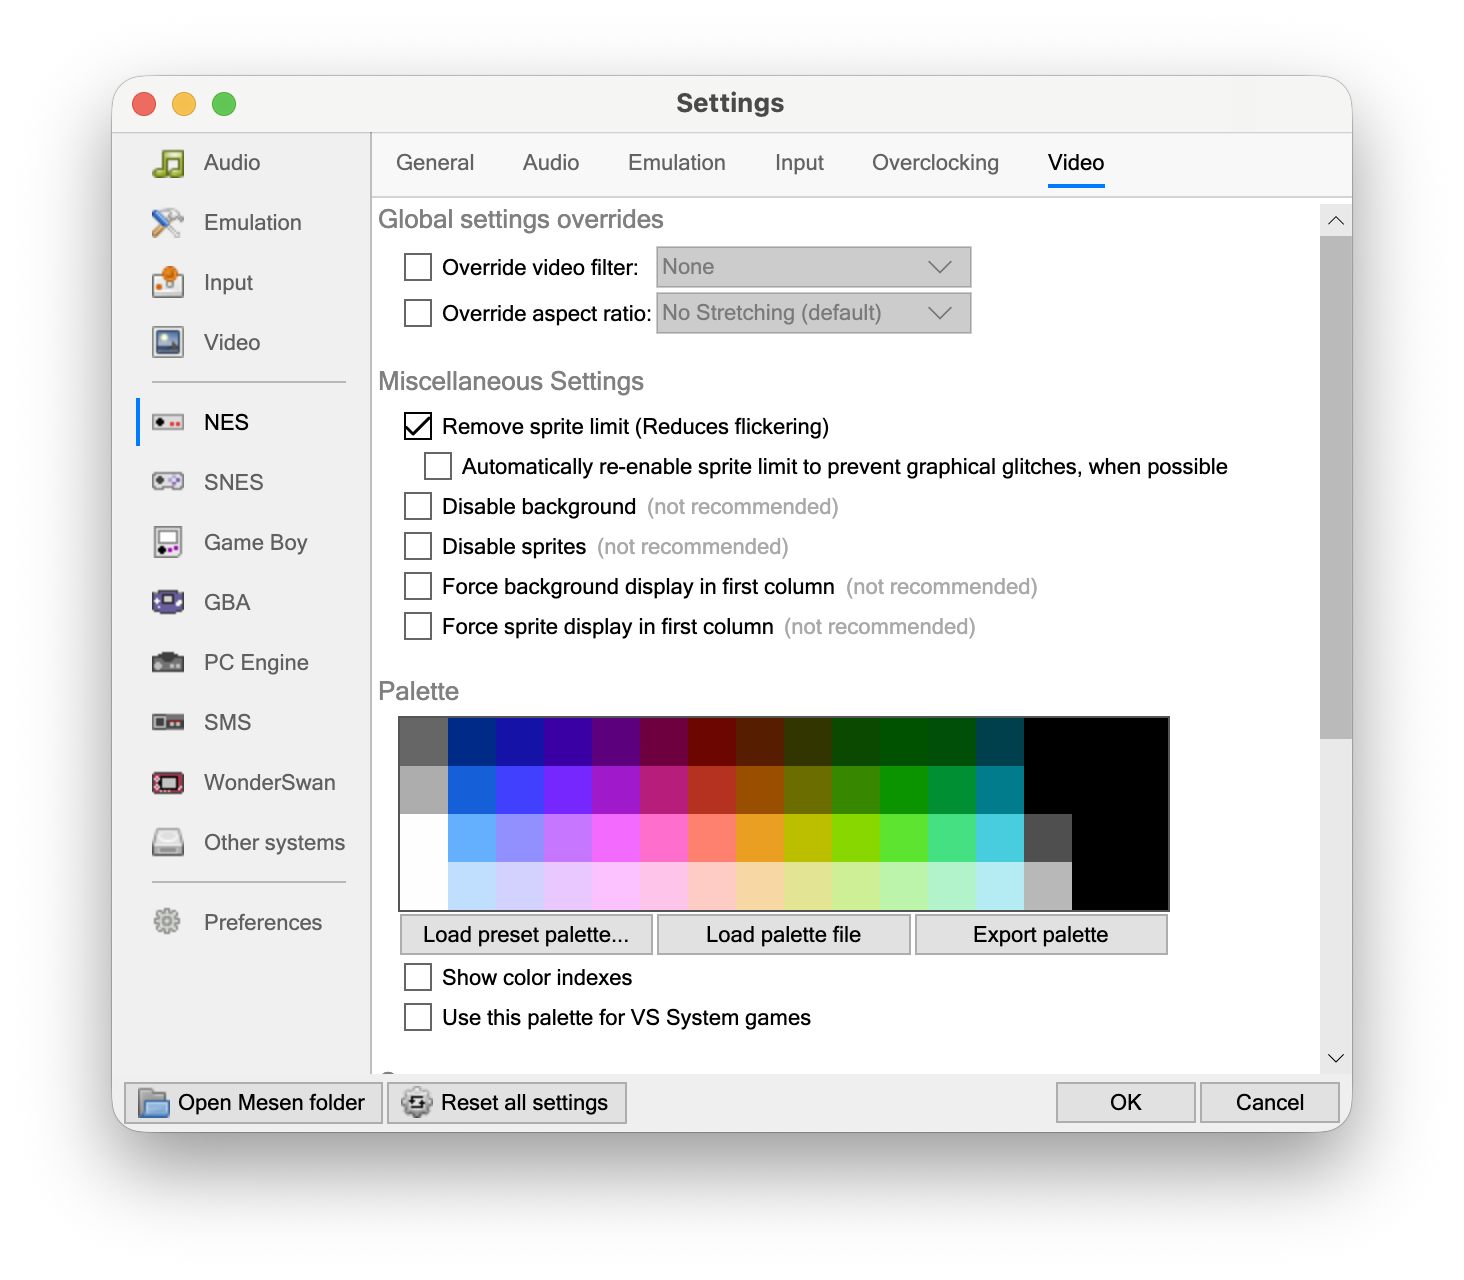 Settings
Audio
Emulation
Input
Video
NES
SNES
Game Boy
GBA
PC Engine
SMS
WonderSwan
Other systems
Preferences
General
Audio
Emulation
Input
Overclocking
Video
Global settings overrides
Override video filter: None
Override aspect ratio: No Stretching (default)
Miscellaneous Settings
Remove sprite limit (Reduces flickering)
Automatically re-enable sprite limit to prevent graphical glitches, when possible
Disable background (not recommended)
Disable sprites (not recommended)
Force background display in first column (not recommended)
Force sprite display in first column (not recommended)
Palette
Load preset palette...
Load palette file
Export palette
Show color indexes
Use this palette for VS System games
Open Mesen folder
Reset all settings
OK
Cancel